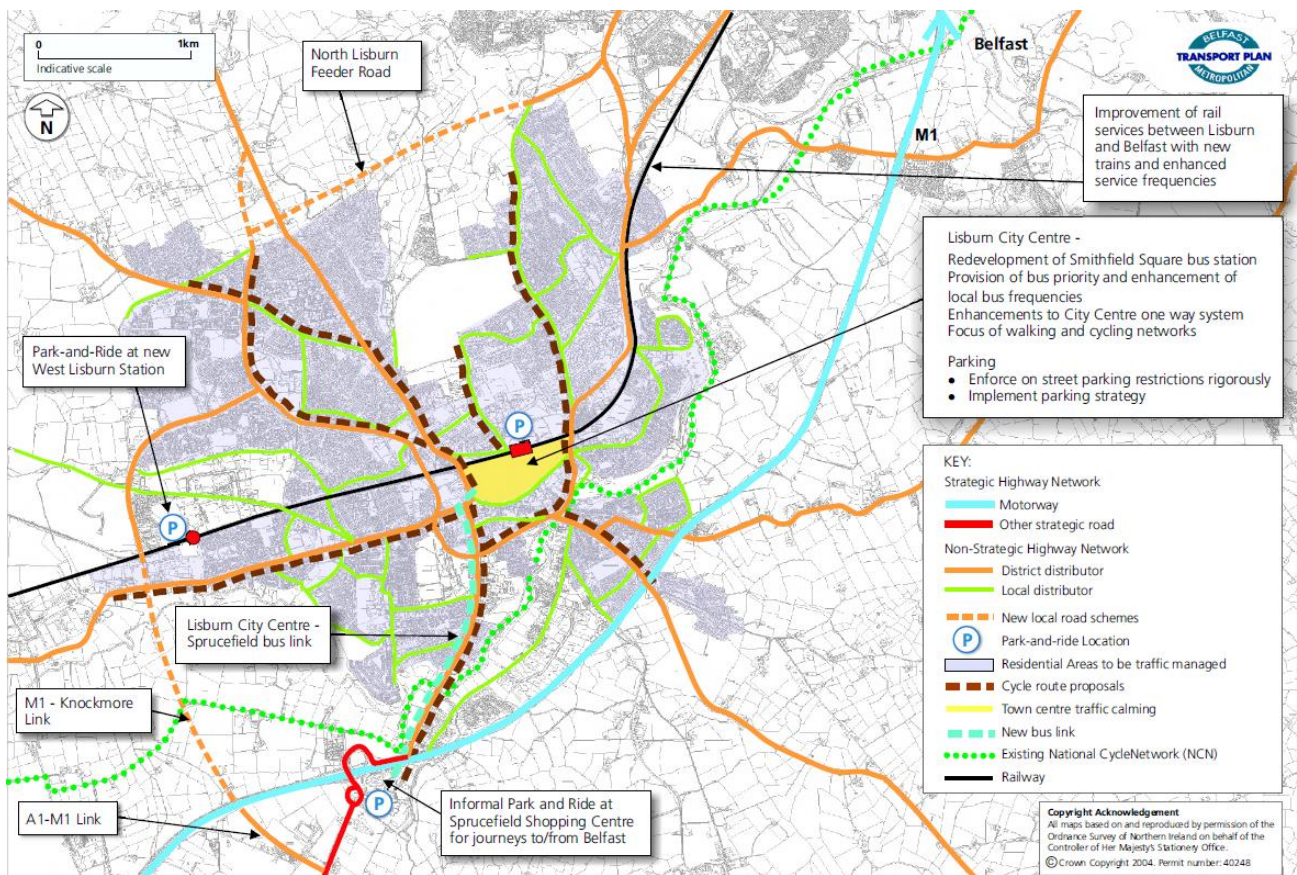 0 1km
Indicative scale
N
North Lisburn
Feeder Road
Belfast
BELFAST
TRANSPORT PLAN
METROPOLITAN
M1
Improvement of rail
services between Lisburn
and Belfast with new
trains and enhanced
service frequencies
Lisburn City Centre -
Redevelopment of Smithfield Square bus station
Provision of bus priority and enhancement of
local bus frequencies
Enhancements to City Centre one way system
Focus of walking and cycling networks
Parking
• Enforce on street parking restrictions rigorously
• Implement parking strategy
Park-and-Ride at new
West Lisburn Station
P
P
Lisburn City Centre -
Sprucefield bus link
M1 - Knockmore
Link
A1-M1 Link
P
Informal Park and Ride at
Sprucefield Shopping Centre
for journeys to/from Belfast
KEY:
Strategic Highway Network
Motorway
Other strategic road
Non-Strategic Highway Network
District distributor
Local distributor
New local road schemes
P Park-and-ride Location
Residential Areas to be traffic managed
Cycle route proposals
Town centre traffic calming
New bus link
Existing National CycleNetwork (NCN)
Railway
Copyright Acknowledgement
All maps based on and reproduced by permission of the
Ordnance Survey of Northern Ireland on behalf of the
Controller of Her Majesty's Stationery Office.
© Crown Copyright 2004. Permit number: 40248